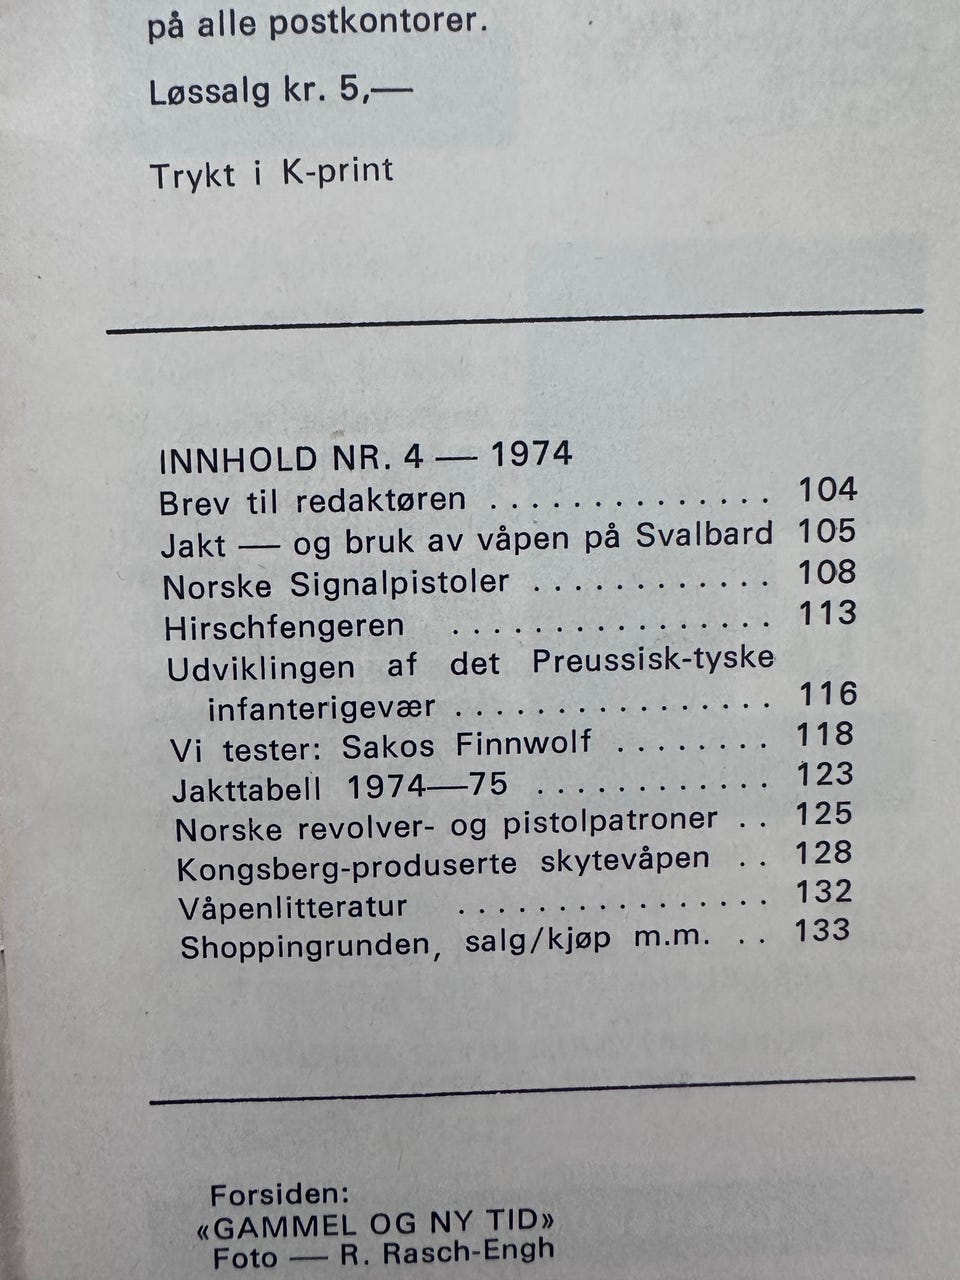 på alle postkontorer.
Løssalg kr. 5,—
Trykt i K-print
INNHOLD NR. 4 — 1974
Brev til redaktøren . . . . . . . . . . . . . . 104
Jakt — og bruk av våpen på Svalbard 105
Norske Signalpistoler . . . . . . . . . . . . 108
Hirschfengeren . . . . . . . . . . . . . . . . 113
Udviklingen af det Preussisk-tyske
infanterigevær . . . . . . . . . . . . . . . . 116
Vi tester: Sakos Finnwolf . . . . . . . . 118
Jakttabell 1974—75 . . . . . . . . . . . . 123
Norske revolver- og pistolpatroner . . 125
Kongsberg-produserte skytevåpen . . 128
Våpenlitteratur . . . . . . . . . . . . . . . . 132
Shoppingrunden, salg/kjøp m.m. . . 133
Forsiden:
«GAMMEL OG NY TID»
Foto — R. Rasch-Engh